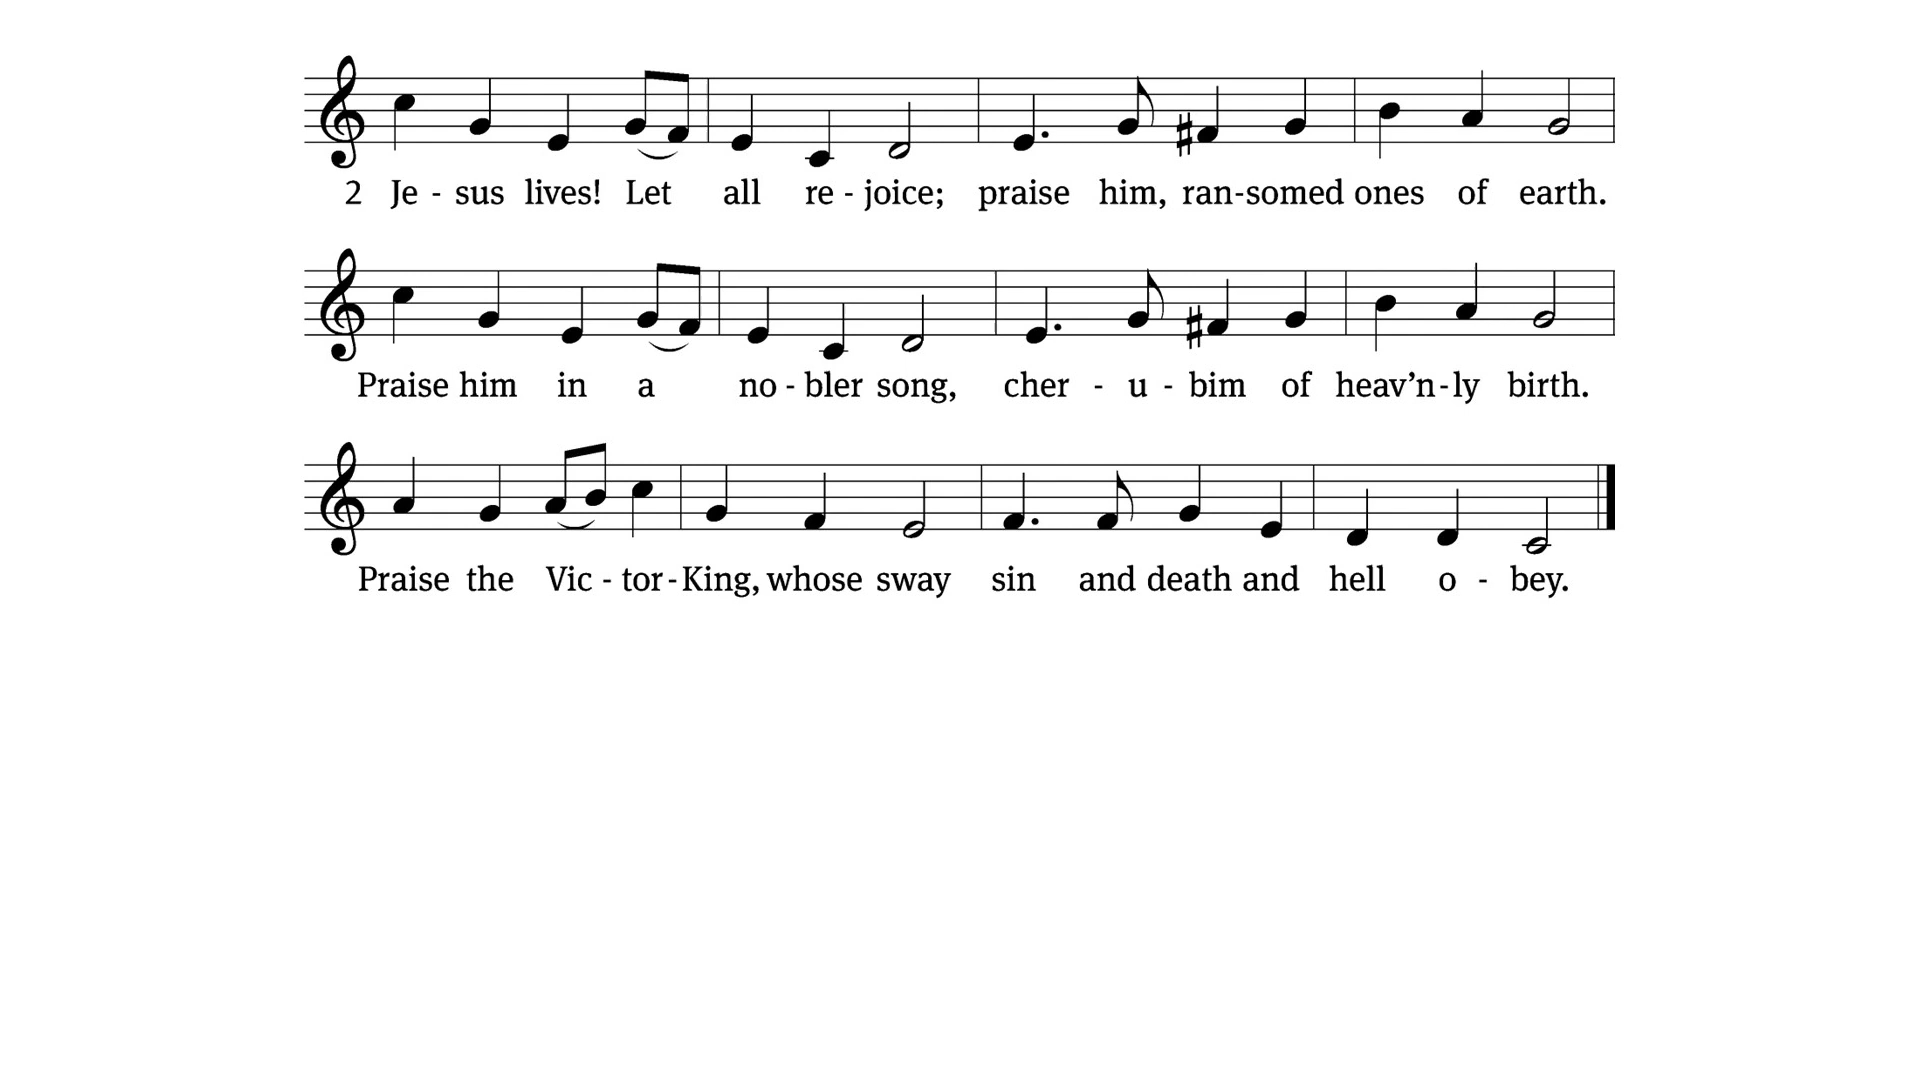 2 Je - sus lives! Let all re - joice; praise him, ran-somed ones of earth.
Praise him in a no - bler song, cher - u - bim of heav’n-ly birth.
Praise the Vic - tor-King, whose sway sin and death and hell o - bey.